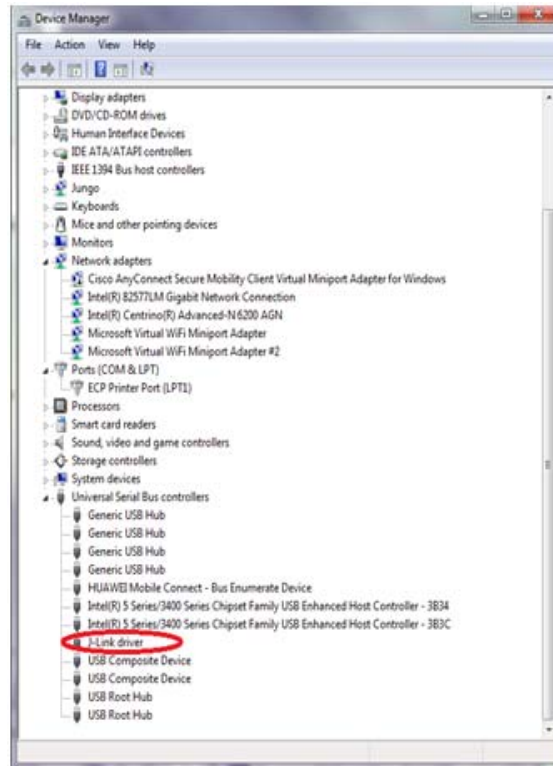 Device Manager
File Action View Help
Display adapters
DVD/CD-ROM drives
Human Interface Devices
IDE ATA/ATAPI controllers
IEEE 1394 Bus host controllers
Jungo
Keyboards
Mice and other pointing devices
Monitors
Network adapters
Cisco AnyConnect Secure Mobility Client Virtual Miniport Adapter for Windows
Intel(R) 82577LM Gigabit Network Connection
Intel(R) Centrino(R) Advanced-N 6200 AGN
Microsoft Virtual WiFi Miniport Adapter
Microsoft Virtual WiFi Miniport Adapter #2
Ports (COM & LPT)
ECP Printer Port (LPT1)
Processors
Smart card readers
Sound, video and game controllers
Storage controllers
System devices
Universal Serial Bus controllers
Generic USB Hub
Generic USB Hub
Generic USB Hub
Generic USB Hub
HUAWEI Mobile Connect - Bus Enumerate Device
Intel(R) 5 Series/3400 Series Chipset Family USB Enhanced Host Controller - 3B34
Intel(R) 5 Series/3400 Series Chipset Family USB Enhanced Host Controller - 3B3C
J-Link driver
USB Composite Device
USB Composite Device
USB Root Hub
USB Root Hub